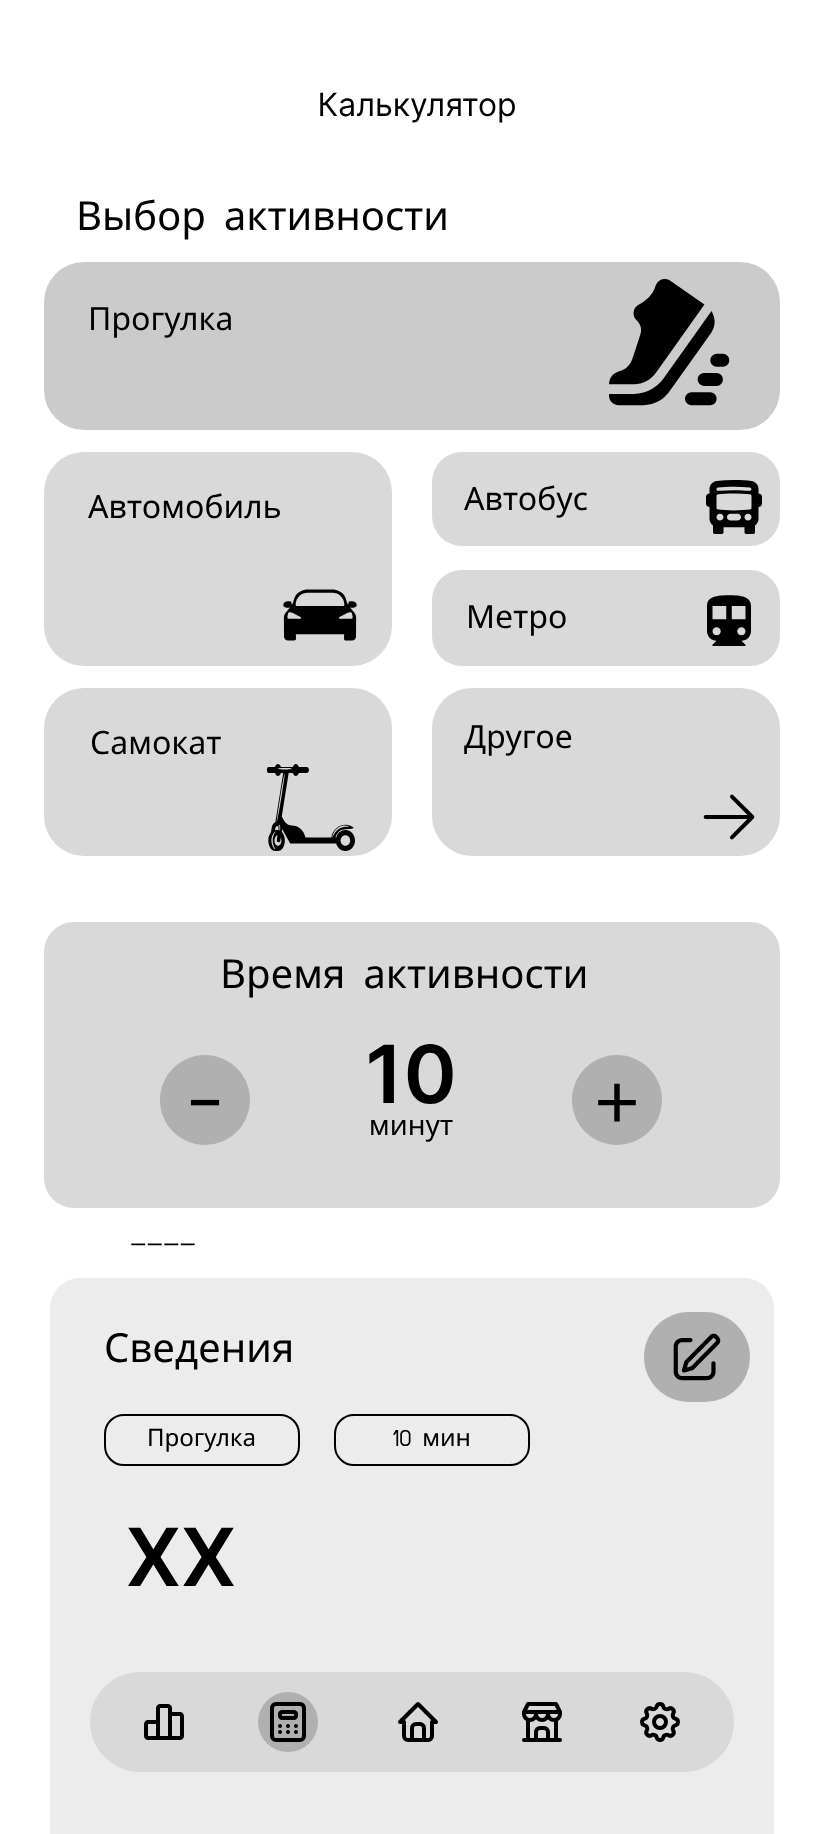 Калькулятор
Выбор активности
Прогулка
Автомобиль
Автобус
Метро
Самокат
Другое
Время активности
−
10
+
минут
––––
Сведения
Прогулка
10 мин
XX